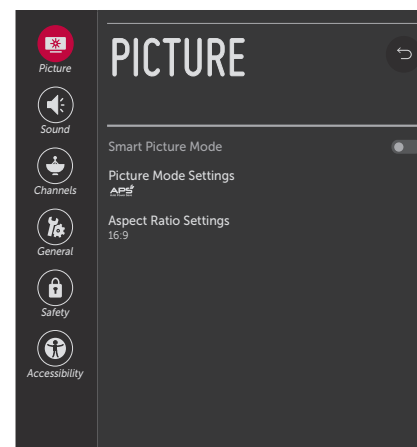 Picture
Sound
Channels
General
Safety
Accessibility
PICTURE
Smart Picture Mode
Picture Mode Settings
APS
Aspect Ratio Settings
16:9